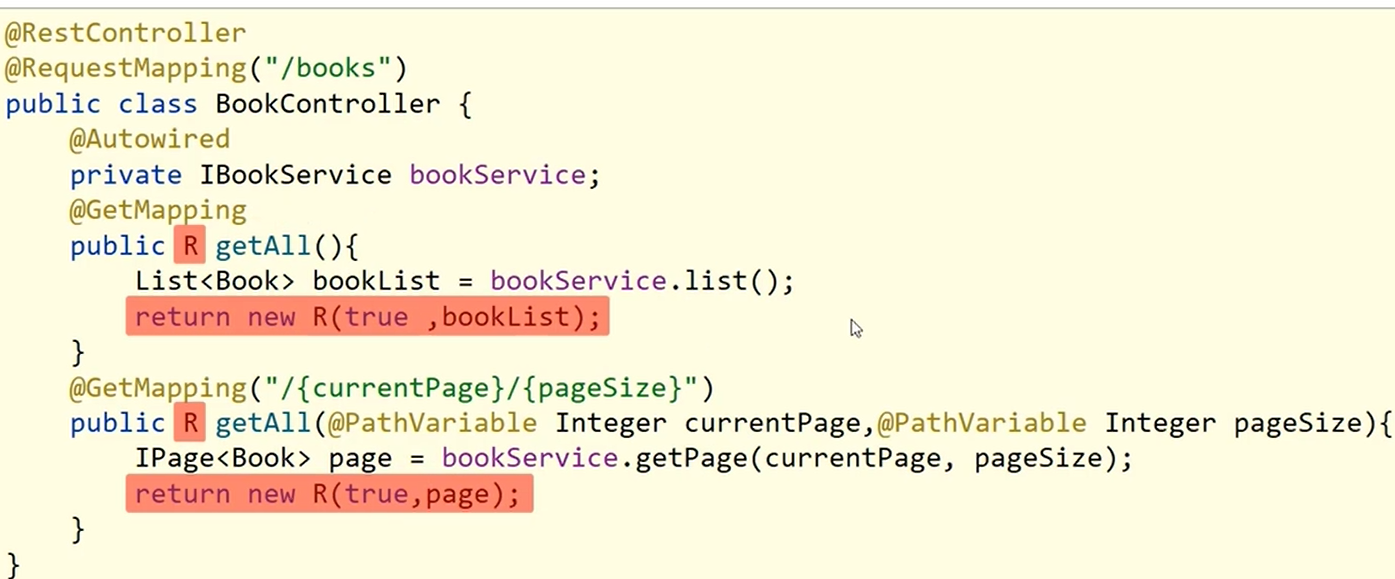 @RestController
@RequestMapping("/books")
public class BookController {
    @Autowired
    private IBookService bookService;
    @GetMapping
    public R getAll(){
        List<Book> bookList = bookService.list();
        return new R(true ,bookList);
    }
    @GetMapping("/{currentPage}/{pageSize}")
    public R getAll(@PathVariable Integer currentPage,@PathVariable Integer pageSize){
        IPage<Book> page = bookService.getPage(currentPage, pageSize);
        return new R(true,page);
    }
}